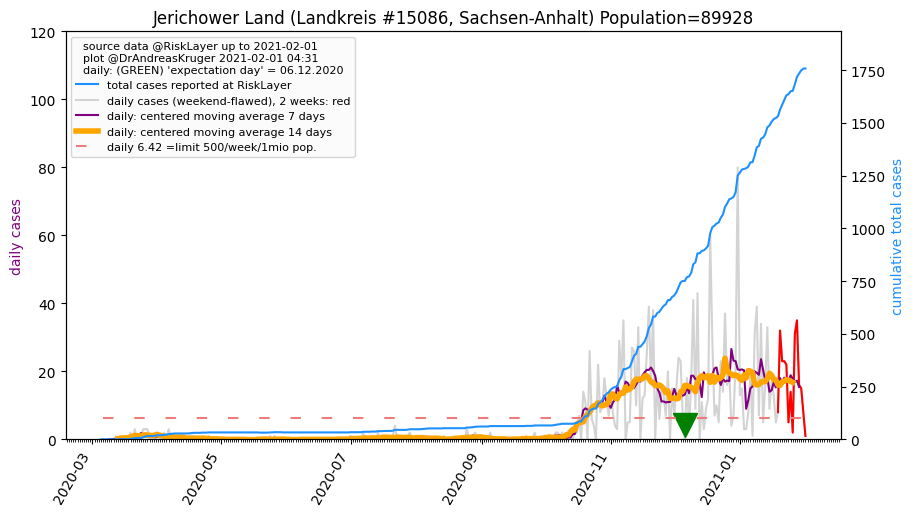 Jerichower Land (Landkreis #15086, Sachsen-Anhalt) Population=89928
source data @RiskLayer up to 2021-02-01
plot @DrAndreasKruger 2021-02-01 04:31
daily: (GREEN) 'expectation day' = 06.12.2020
total cases reported at RiskLayer
daily cases (weekend-flawed), 2 weeks: red
daily: centered moving average 7 days
daily: centered moving average 14 days
daily 6.42 =limit 500/week/1mio pop.
daily cases
120
100
80
60
40
20
0
cumulative total cases
1750
1500
1250
1000
750
500
250
0
2020-03
2020-05
2020-07
2020-09
2020-11
2021-01